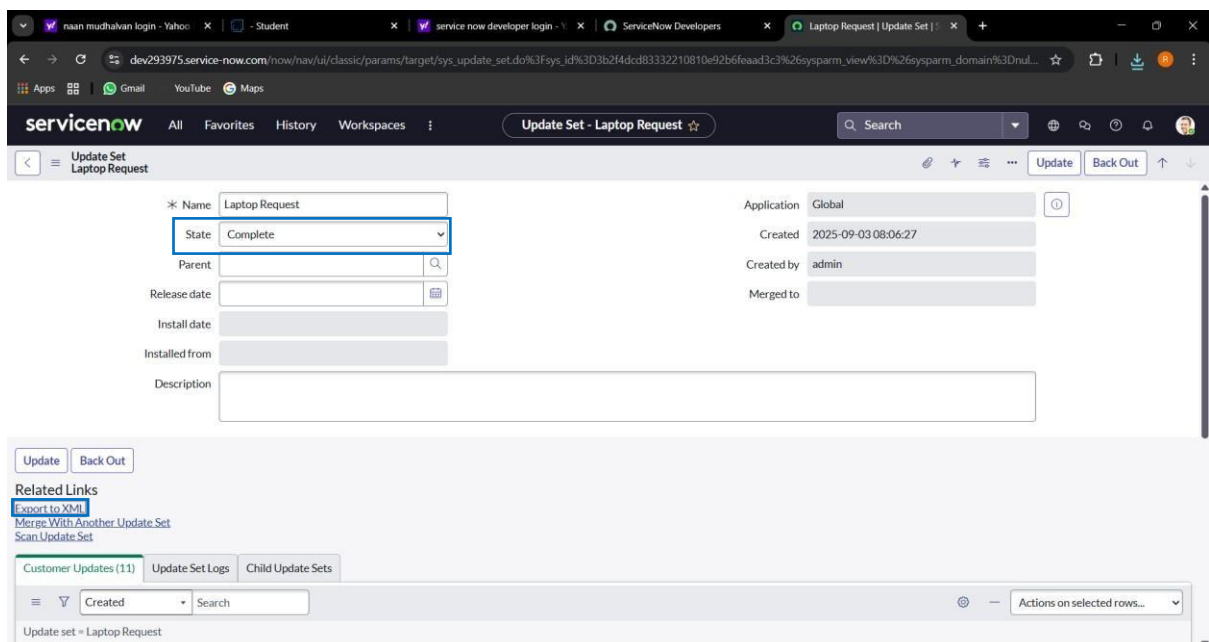 naan mudhalvan login - Yahoo
- Student
service now developer login - Y
ServiceNow Developers
Laptop Request | Update Set | S
dev293975.service-now.com/now/nav/ui/classic/params/target/sys_update_set.do%3Fsys_id%3D3b2f4dcd83332210810e92b6feaad3c3%26sysparm_view%3D%26sysparm_domain%3Dnul...
R
Apps Gmail YouTube Maps
servicenow All Favorites History Workspaces Update Set - Laptop Request Search
Update Set
Laptop Request
Update Back Out
Name Laptop Request Application Global
State Complete Created 2025-09-03 08:06:27
Parent Created by admin
Release date Merged to
Install date
Installed from
Description
Update Back Out
Related Links
Export to XML
Merge With Another Update Set
Scan Update Set
Customer Updates (11) Update Set Logs Child Update Sets
Created Search Actions on selected rows...
Update set = Laptop Request